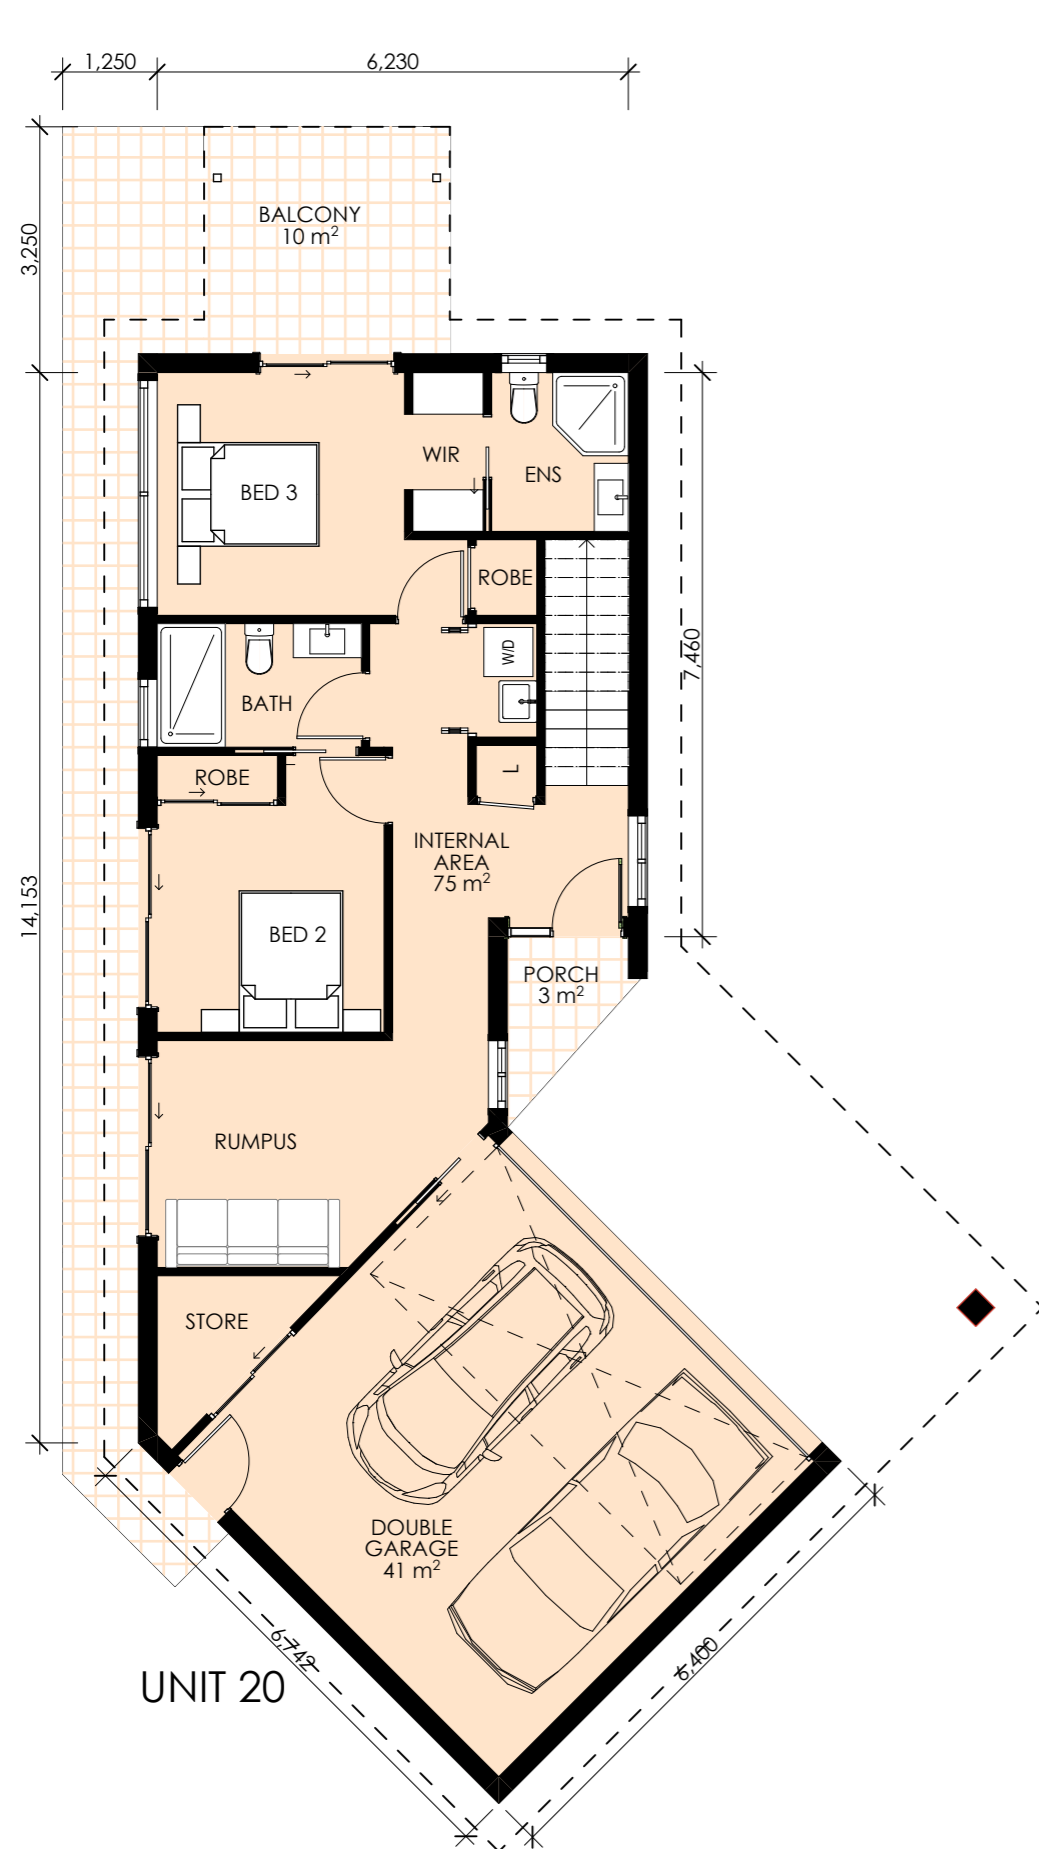 1,250
6,230
3,250
BALCONY
10 m²
WIR
ENS
BED 3
ROBE
7,460
W/D
BATH
ROBE
L
INTERNAL
AREA
75 m²
14,153
BED 2
PORCH
3 m²
RUMPUS
STORE
DOUBLE
GARAGE
41 m²
6,742
6,400
UNIT 20